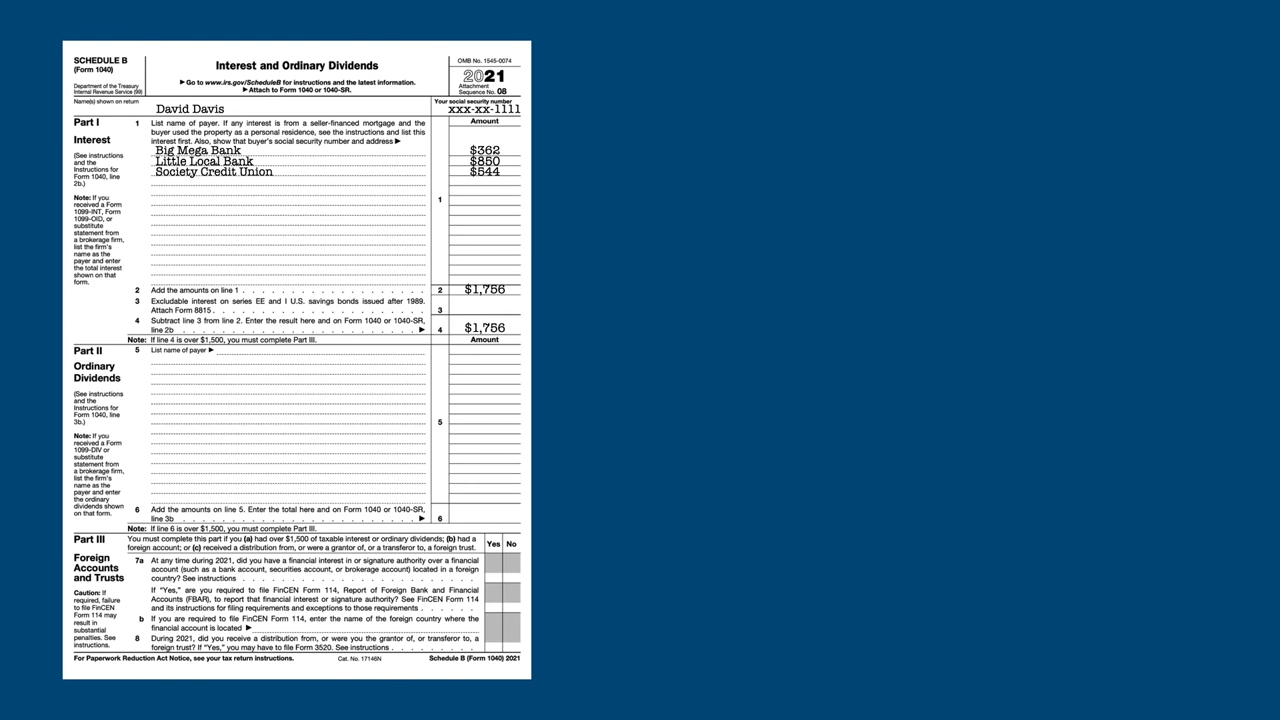 SCHEDULE B
(Form 1040)
Department of the Treasury
Internal Revenue Service (99)
Interest and Ordinary Dividends
▶ Go to www.irs.gov/ScheduleB for instructions and the latest information.
▶ Attach to Form 1040 or 1040-SR.
OMB No. 1545-0074
2021
Attachment
Sequence No. 08
Name(s) shown on return
David Davis
Your social security number
xxx-xx-1111
Part I
Interest
(See instructions
and the
Instructions for
Form 1040, line
2b.)
Note: If you
received a Form
1099-INT, Form
1099-OID, or
substitute
statement from
a brokerage firm,
list the firm's
name as the
payer and enter
the total interest
shown on that
form.
1 List name of payer. If any interest is from a seller-financed mortgage and the
buyer used the property as a personal residence, see the instructions and list this
interest first. Also, show that buyer's social security number and address ▶
Amount
Big Mega Bank $362
Little Local Bank $850
Society Credit Union $544
1
2 Add the amounts on line 1 . . . . . . . . . . . . . . . . . . 2 $1,756
3 Excludable interest on series EE and I U.S. savings bonds issued after 1989.
Attach Form 8815 . . . . . . . . . . . . . . . . . . . . 3
4 Subtract line 3 from line 2. Enter the result here and on Form 1040 or 1040-SR,
line 2b . . . . . . . . . . . . . . . . . . . . . . ▶ 4 $1,756
Note: If line 4 is over $1,500, you must complete Part III. Amount
Part II
Ordinary
Dividends
(See instructions
and the
Instructions for
Form 1040, line
3b.)
Note: If you
received a Form
1099-DIV or
substitute
statement from
a brokerage firm,
list the firm's
name as the
payer and enter
the ordinary
dividends shown
on that form.
5 List name of payer ▶
5
6 Add the amounts on line 5. Enter the total here and on Form 1040 or 1040-SR,
line 3b . . . . . . . . . . . . . . . . . . . . . . ▶ 6
Note: If line 6 is over $1,500, you must complete Part III.
Part III
Foreign
Accounts
and Trusts
Caution: If
required, failure
to file FinCEN
Form 114 may
result in
substantial
penalties. See
instructions.
You must complete this part if you (a) had over $1,500 of taxable interest or ordinary dividends; (b) had a
foreign account; or (c) received a distribution from, or were a grantor of, or a transferor to, a foreign trust.
Yes No
7a At any time during 2021, did you have a financial interest in or signature authority over a financial
account (such as a bank account, securities account, or brokerage account) located in a foreign
country? See instructions . . . . . . . . . . . . . . . . . . . . . . . .
If "Yes," are you required to file FinCEN Form 114, Report of Foreign Bank and Financial
Accounts (FBAR), to report that financial interest or signature authority? See FinCEN Form 114
and its instructions for filing requirements and exceptions to those requirements . . . . . .
b If you are required to file FinCEN Form 114, enter the name of the foreign country where the
financial account is located ▶
8 During 2021, did you receive a distribution from, or were you the grantor of, or transferor to, a
foreign trust? If "Yes," you may have to file Form 3520. See instructions . . . . . . . . .
For Paperwork Reduction Act Notice, see your tax return instructions. Cat. No. 17146N Schedule B (Form 1040) 2021